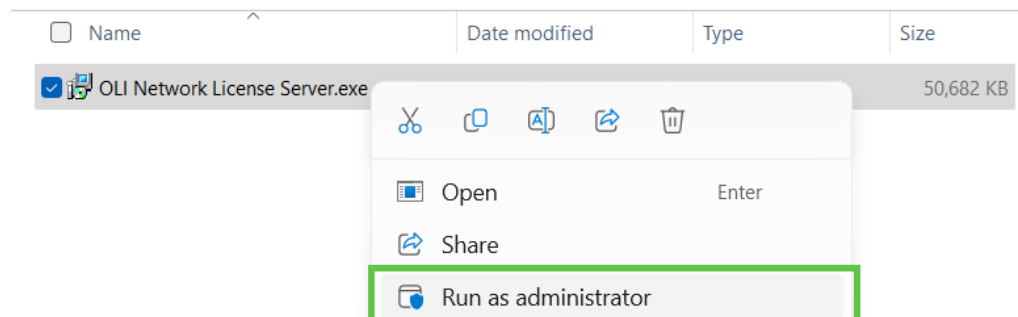 Name Date modified Type Size
OLI Network License Server.exe 50,682 KB
Open Enter
Share
Run as administrator